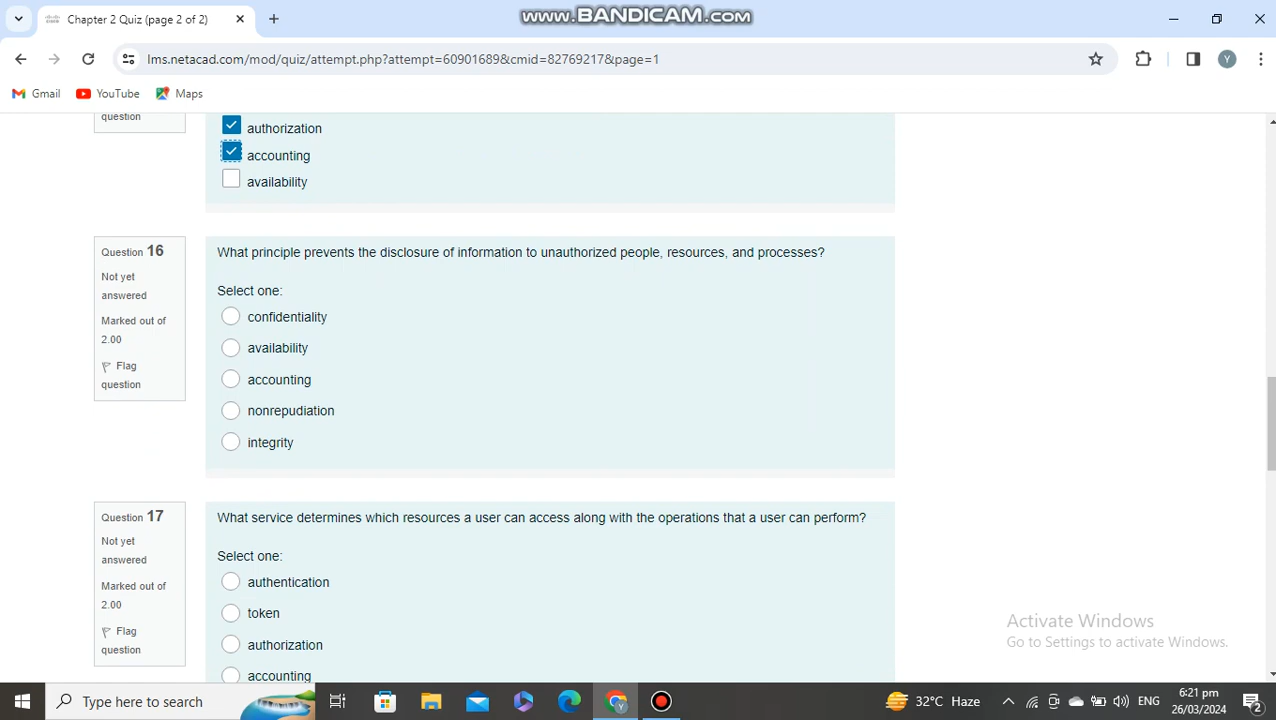 www.BANDICAM.com
Chapter 2 Quiz (page 2 of 2)
lms.netacad.com/mod/quiz/attempt.php?attempt=60901689&cmid=82769217&page=1
Y
Gmail
YouTube
Maps
question
authorization
accounting
availability
Question 16
Not yet
answered
Marked out of
2.00
Flag
question
What principle prevents the disclosure of information to unauthorized people, resources, and processes?
Select one:
confidentiality
availability
accounting
nonrepudiation
integrity
Question 17
Not yet
answered
Marked out of
2.00
Flag
question
What service determines which resources a user can access along with the operations that a user can perform?
Select one:
authentication
token
authorization
accounting
Activate Windows
Go to Settings to activate Windows.
Type here to search
Y
32°C Haze
ENG
6:21 pm
26/03/2024
2